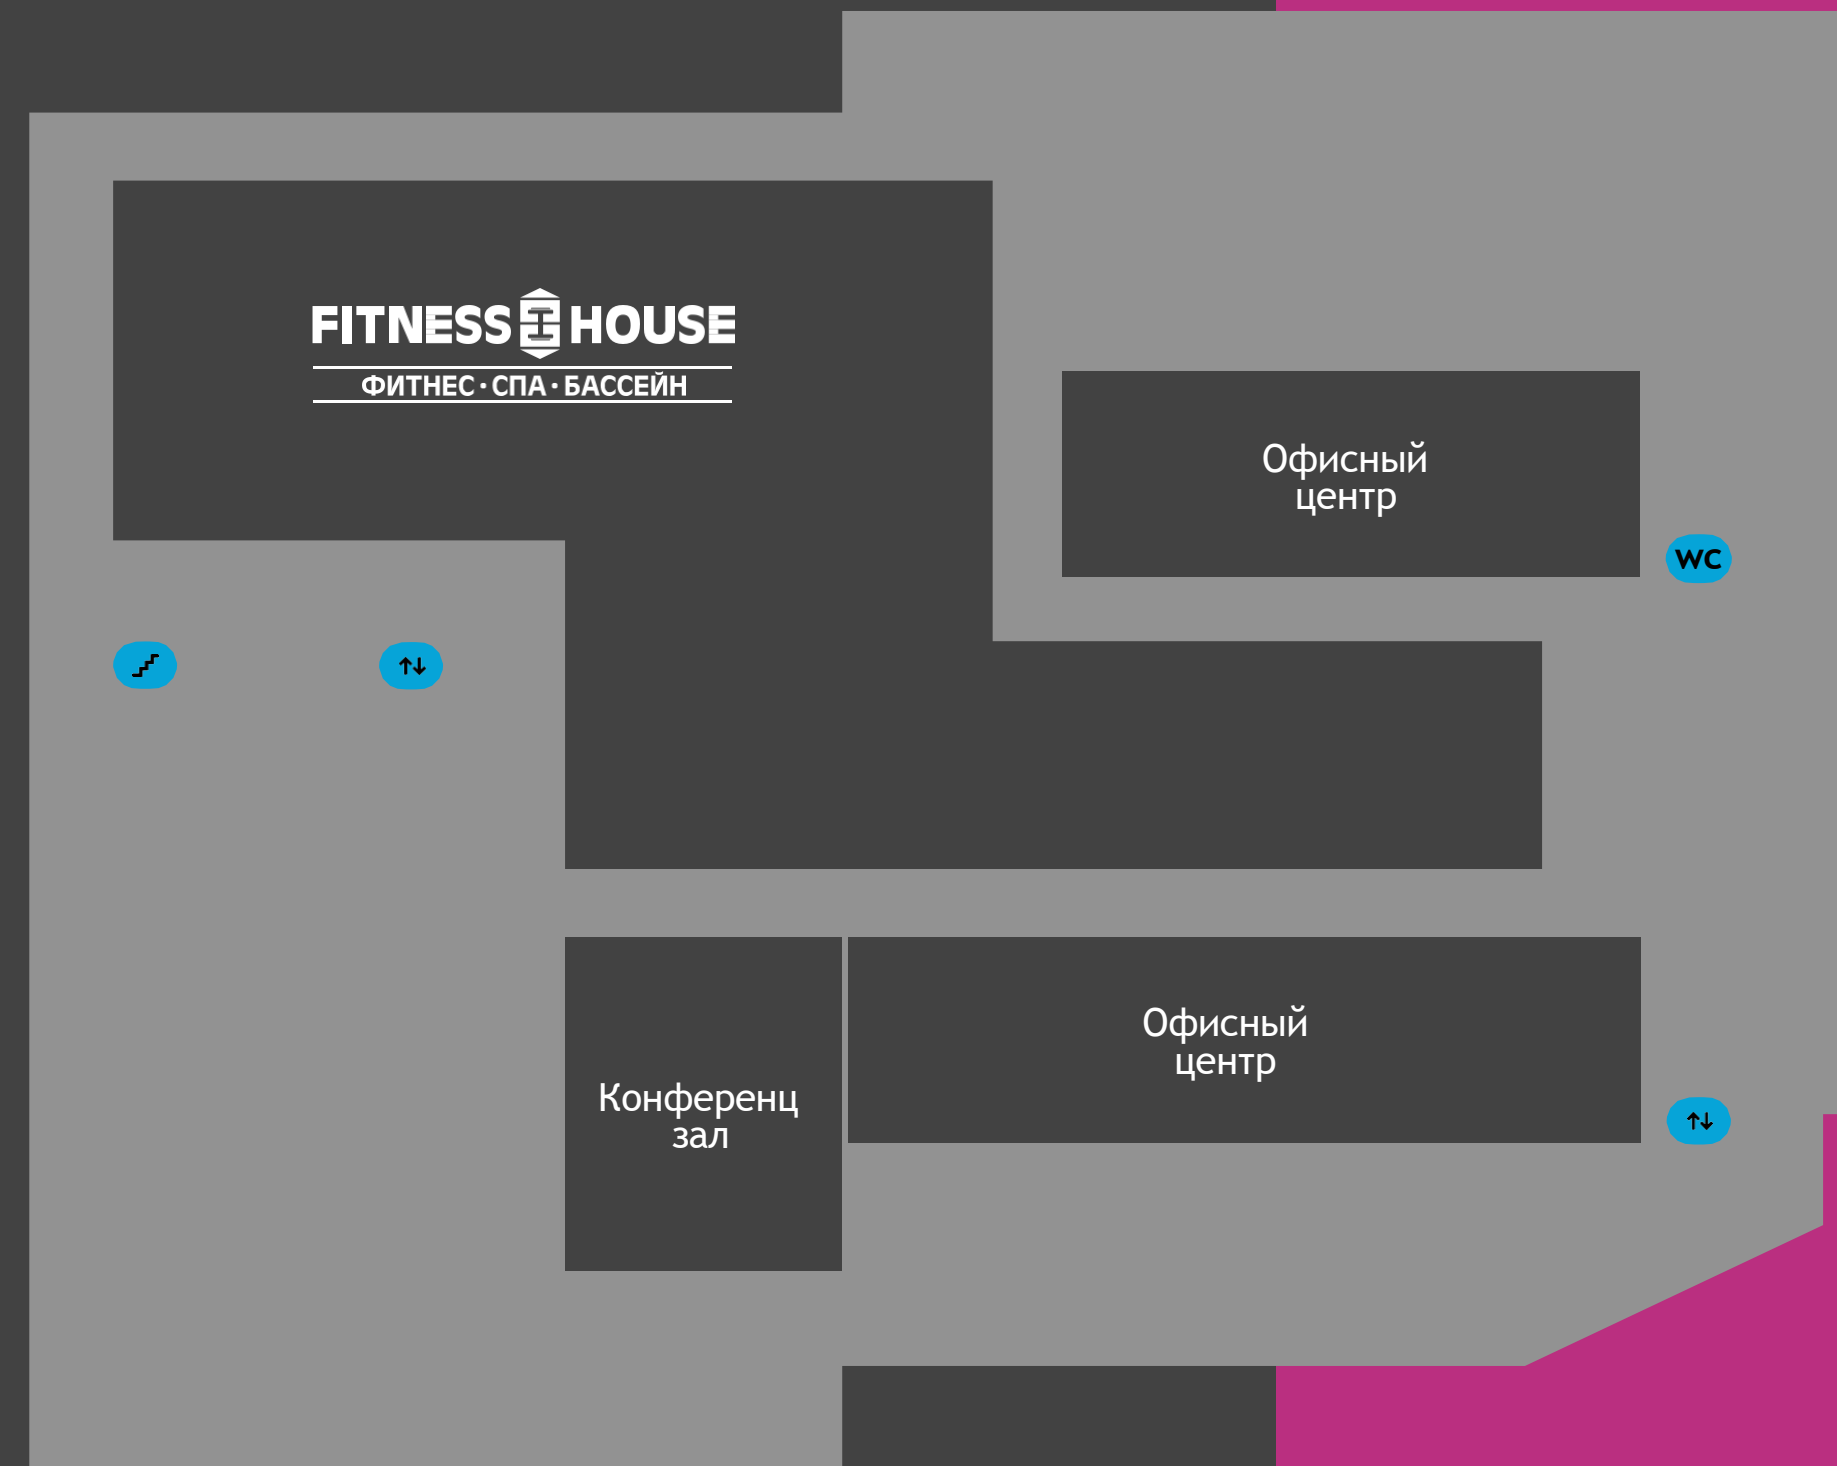 FITNESS HOUSE
ФИТНЕС·СПА·БАССЕЙН
Офисный
центр
WC
Офисный
центр
Конференц
зал